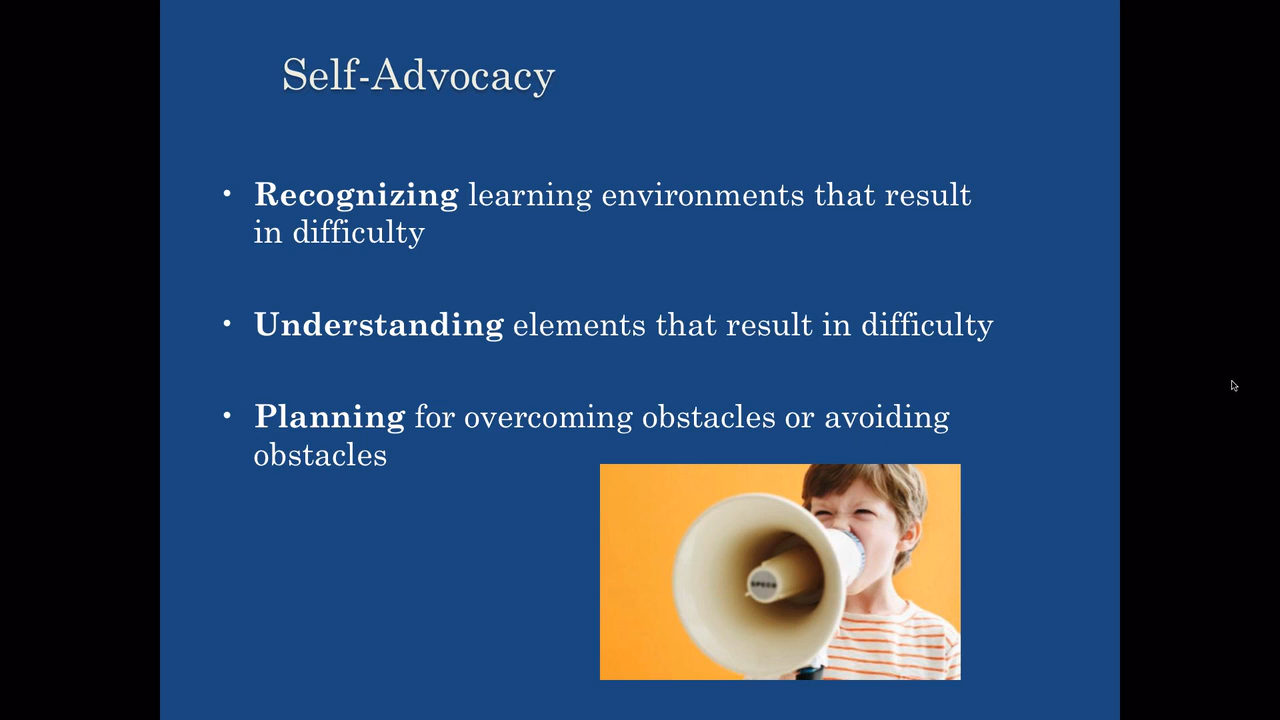 Self-Advocacy
• Recognizing learning environments that result
in difficulty
• Understanding elements that result in difficulty
• Planning for overcoming obstacles or avoiding
obstacles